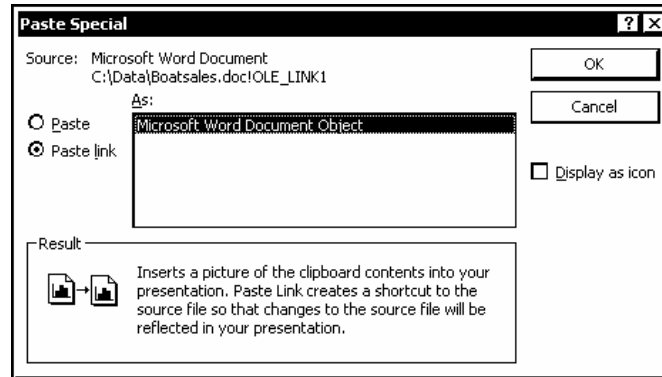 Paste Special
Source: Microsoft Word Document
C:\Data\Boatsales.doc!OLE_LINK1
As:
Paste
Paste link
Microsoft Word Document Object
OK
Cancel
Display as icon
Result
Inserts a picture of the clipboard contents into your
presentation. Paste Link creates a shortcut to the
source file so that changes to the source file will be
reflected in your presentation.